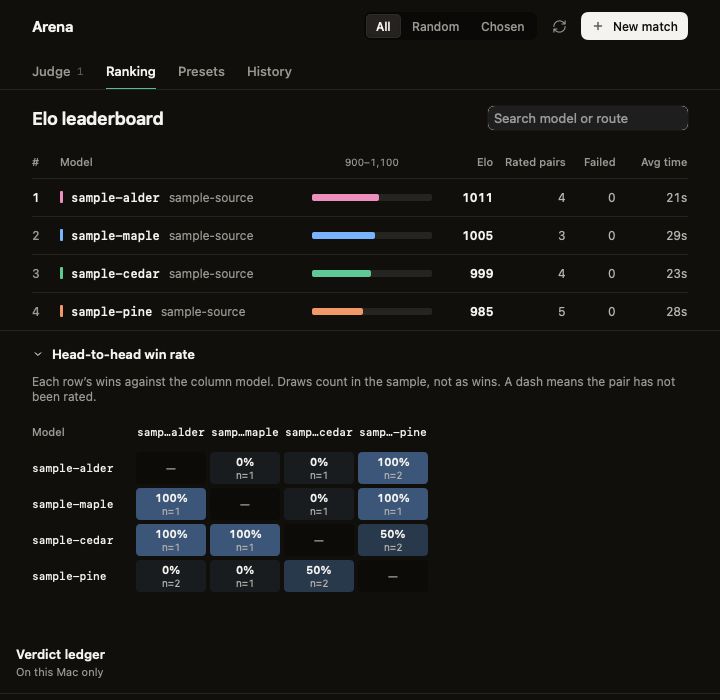 Arena
All Random Chosen + New match
Judge 1 Ranking Presets History
Elo leaderboard
Search model or route
# Model 900–1,100 Elo Rated pairs Failed Avg time
1 sample-alder sample-source 1011 4 0 21s
2 sample-maple sample-source 1005 3 0 29s
3 sample-cedar sample-source 999 4 0 23s
4 sample-pine sample-source 985 5 0 28s
Head-to-head win rate
Each row's wins against the column model. Draws count in the sample, not as wins. A dash means the pair has not
been rated.
Model samp…alder samp…maple samp…cedar samp…-pine
sample-alder — 0% 0% 100%
n=1 n=1 n=2
sample-maple 100% — 0% 100%
n=1 n=1 n=1
sample-cedar 100% 100% — 50%
n=1 n=1 n=2
sample-pine 0% 0% 50% —
n=2 n=1 n=2
Verdict ledger
On this Mac only